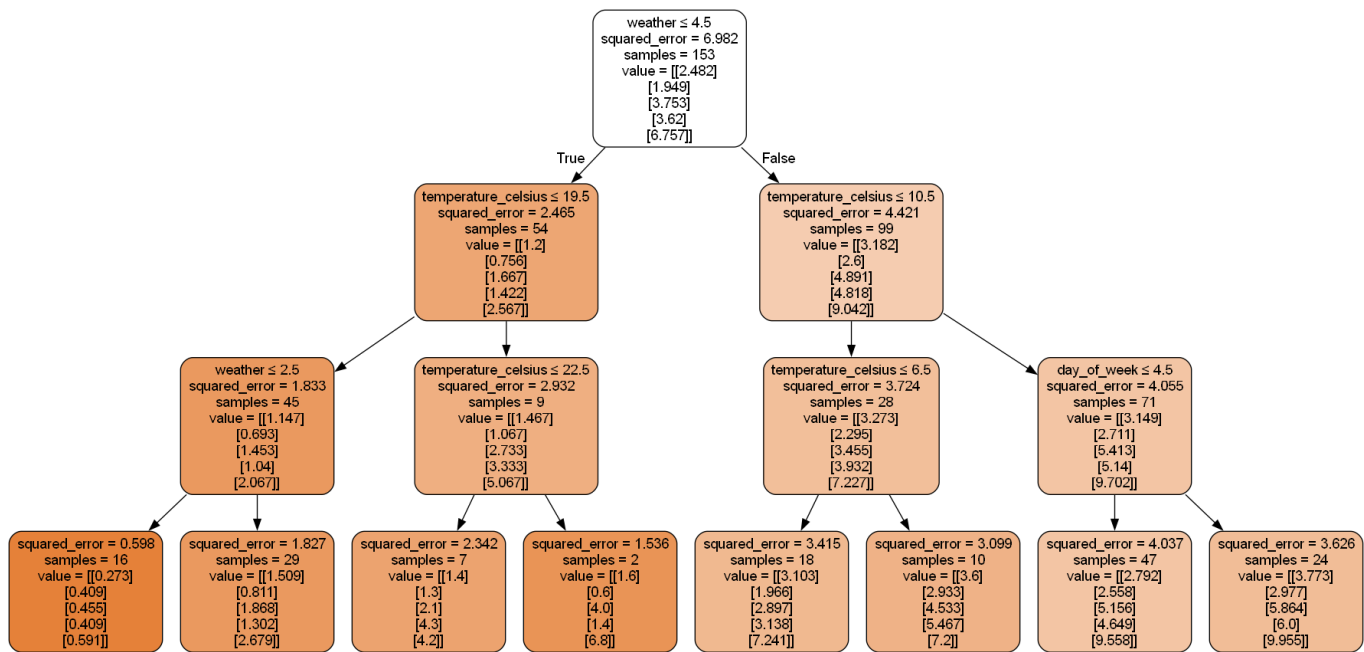 weather ≤ 4.5
squared_error = 6.982
samples = 153
value = [[2.482]
[1.949]
[3.753]
[3.62]
[6.757]]
True
False
temperature_celsius ≤ 19.5
squared_error = 2.465
samples = 54
value = [[1.2]
[0.756]
[1.667]
[1.422]
[2.567]]
temperature_celsius ≤ 10.5
squared_error = 4.421
samples = 99
value = [[3.182]
[2.6]
[4.891]
[4.818]
[9.042]]
weather ≤ 2.5
squared_error = 1.833
samples = 45
value = [[1.147]
[0.693]
[1.453]
[1.04]
[2.067]]
temperature_celsius ≤ 22.5
squared_error = 2.932
samples = 9
value = [[1.467]
[1.067]
[2.733]
[3.333]
[5.067]]
temperature_celsius ≤ 6.5
squared_error = 3.724
samples = 28
value = [[3.273]
[2.295]
[3.455]
[3.932]
[7.227]]
day_of_week ≤ 4.5
squared_error = 4.055
samples = 71
value = [[3.149]
[2.711]
[5.413]
[5.14]
[9.702]]
squared_error = 0.598
samples = 16
value = [[0.273]
[0.409]
[0.455]
[0.409]
[0.591]]
squared_error = 1.827
samples = 29
value = [[1.509]
[0.811]
[1.868]
[1.302]
[2.679]]
squared_error = 2.342
samples = 7
value = [[1.4]
[1.3]
[2.1]
[4.3]
[4.2]]
squared_error = 1.536
samples = 2
value = [[1.6]
[0.6]
[4.0]
[1.4]
[6.8]]
squared_error = 3.415
samples = 18
value = [[3.103]
[1.966]
[2.897]
[3.138]
[7.241]]
squared_error = 3.099
samples = 10
value = [[3.6]
[2.933]
[4.533]
[5.467]
[7.2]]
squared_error = 4.037
samples = 47
value = [[2.792]
[2.558]
[5.156]
[4.649]
[9.558]]
squared_error = 3.626
samples = 24
value = [[3.773]
[2.977]
[5.864]
[6.0]
[9.955]]